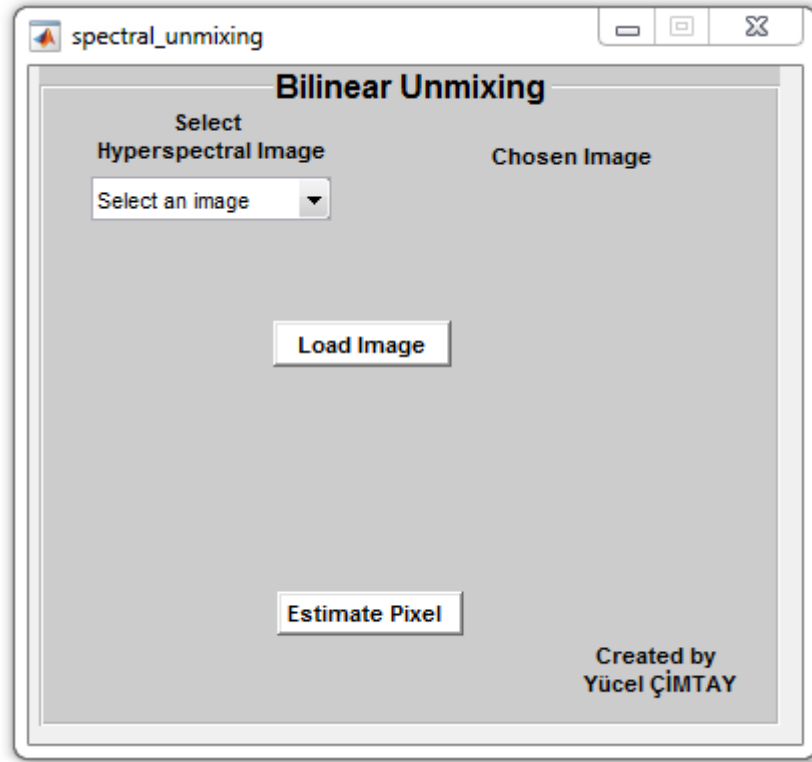 spectral_unmixing
Bilinear Unmixing
Select
Hyperspectral Image
Chosen Image
Select an image
Load Image
Estimate Pixel
Created by
Yücel ÇİMTAY